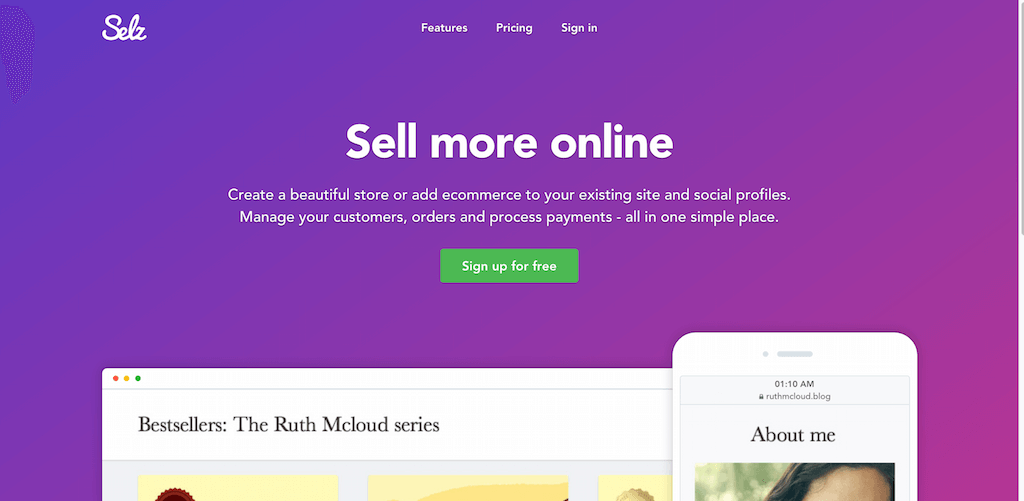 Selz
Features
Pricing
Sign in
Sell more online
Create a beautiful store or add ecommerce to your existing site and social profiles.
Manage your customers, orders and process payments - all in one simple place.
Sign up for free
Bestsellers: The Ruth Mcloud series
01:10 AM
ruthmcloud.blog
About me